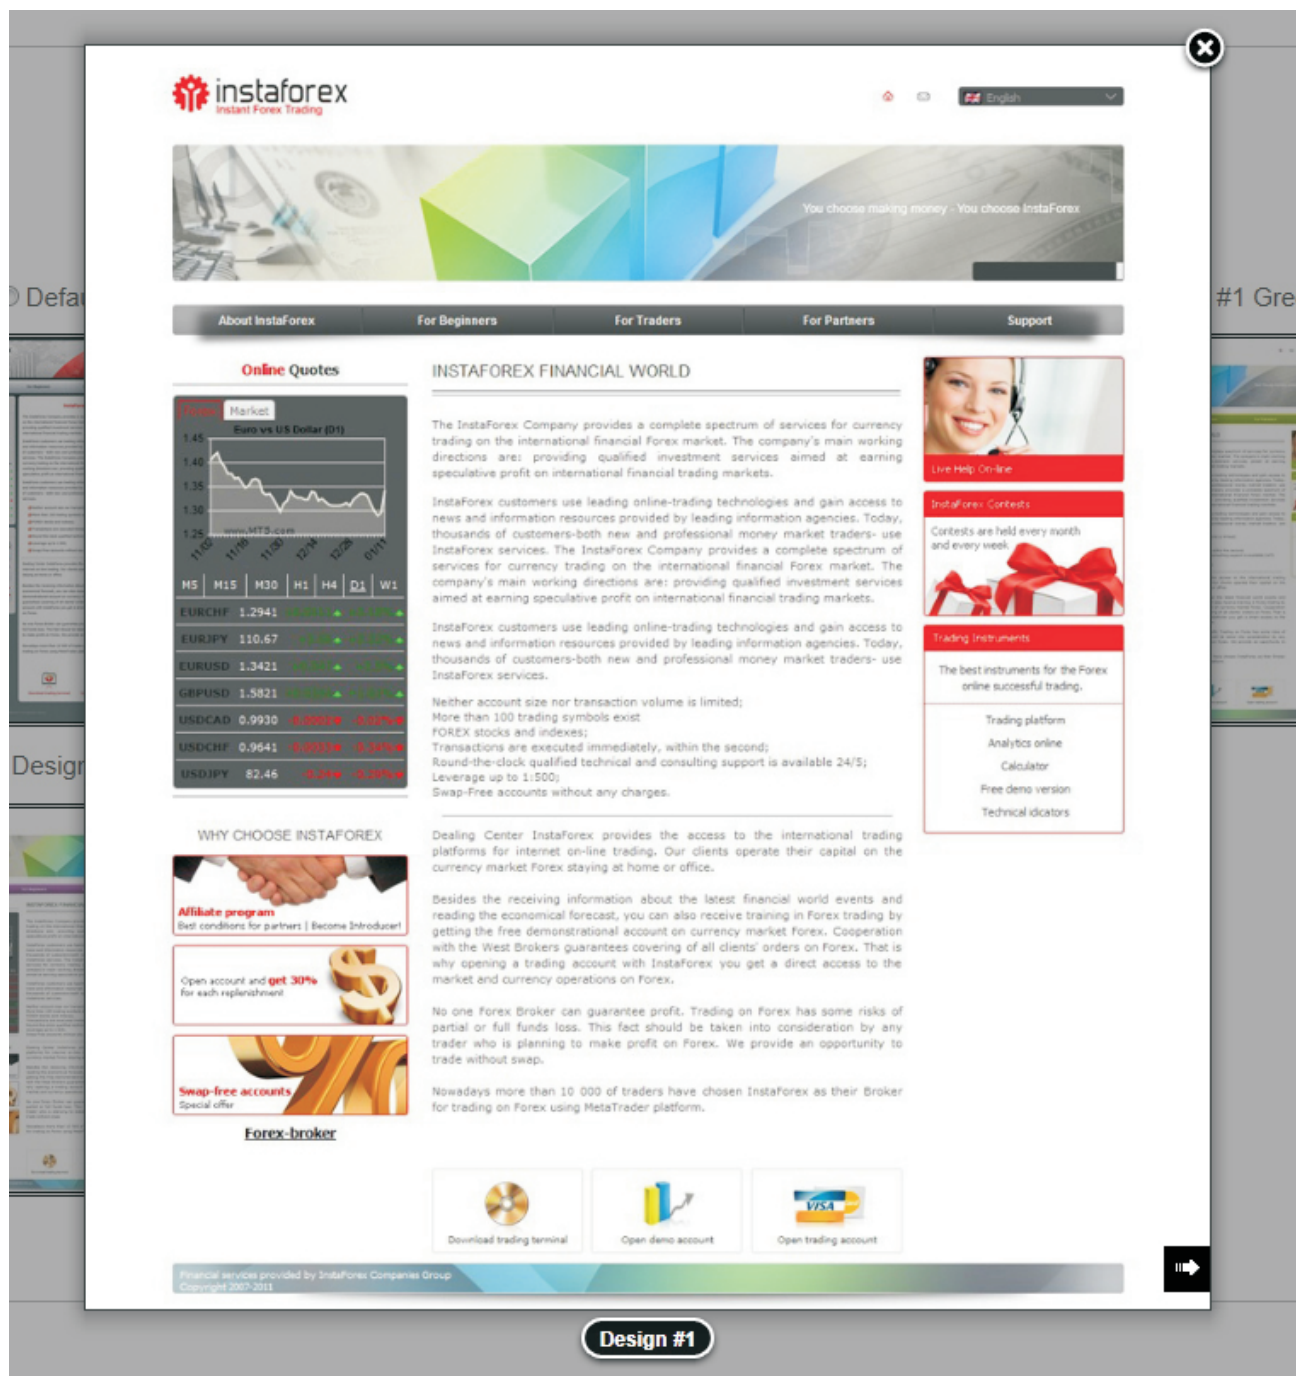 instaforex
Instant Forex Trading
English
You choose making money - You choose InstaForex
Defau
#1 Gre
About InstaForex
For Beginners
For Traders
For Partners
Support
Online Quotes
Forex
Market
Euro vs US Dollar (D1)
1.45
1.40
1.35
1.30
1.25
www.MT5.com
11/02 11/16 11/30 12/14 12/28 01/11
M5 M15 M30 H1 H4 D1 W1
EURCHF 1.2941
EURJPY 110.67
EURUSD 1.3421
GBPUSD 1.5821
USDCAD 0.9930
USDCHF 0.9641
USDJPY 82.46
Design
WHY CHOOSE INSTAFOREX
Affiliate program
Best conditions for partners | Become Introducer!
Open account and get 30%
for each replenishment
Swap-free accounts
Special offer
Forex-broker
INSTAFOREX FINANCIAL WORLD
The InstaForex Company provides a complete spectrum of services for currency
trading on the international financial Forex market. The company's main working
directions are: providing qualified investment services aimed at earning
speculative profit on international financial trading markets.
InstaForex customers use leading online-trading technologies and gain access to
news and information resources provided by leading information agencies. Today,
thousands of customers-both new and professional money market traders- use
InstaForex services. The InstaForex Company provides a complete spectrum of
services for currency trading on the international financial Forex market. The
company's main working directions are: providing qualified investment services
aimed at earning speculative profit on international financial trading markets.
InstaForex customers use leading online-trading technologies and gain access to
news and information resources provided by leading information agencies. Today,
thousands of customers-both new and professional money market traders- use
InstaForex services.
Neither account size nor transaction volume is limited;
More than 100 trading symbols exist
FOREX stocks and indexes;
Transactions are executed immediately, within the second;
Round-the-clock qualified technical and consulting support is available 24/5;
Leverage up to 1:500;
Swap-Free accounts without any charges.
Dealing Center InstaForex provides the access to the international trading
platforms for internet on-line trading. Our clients operate their capital on the
currency market Forex staying at home or office.
Besides the receiving information about the latest financial world events and
reading the economical forecast, you can also receive training in Forex trading by
getting the free demonstrational account on currency market Forex. Cooperation
with the West Brokers guarantees covering of all clients' orders on Forex. That is
why opening a trading account with InstaForex you get a direct access to the
market and currency operations on Forex.
No one Forex Broker can guarantee profit. Trading on Forex has some risks of
partial or full funds loss. This fact should be taken into consideration by any
trader who is planning to make profit on Forex. We provide an opportunity to
trade without swap.
Nowadays more than 10 000 of traders have chosen InstaForex as their Broker
for trading on Forex using MetaTrader platform.
Live Help On-line
InstaForex Contests
Contests are held every month
and every week
Trading Instruments
The best instruments for the Forex
online successful trading.
Trading platform
Analytics online
Calculator
Free demo version
Technical idicators
Download trading terminal
Open demo account
VISA
Open trading account
Financial services provided by InstaForex Companies Group
Copyright 2007-2011
Design #1